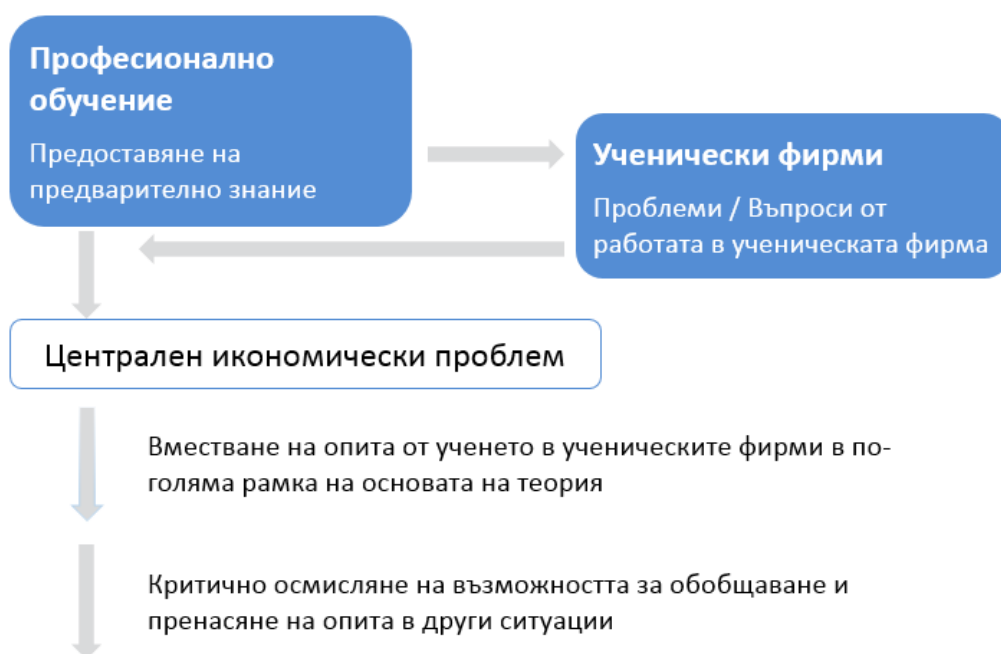 Професионално
обучение
Предоставяне на
предварително знание
Ученически фирми
Проблеми / Въпроси от
работата в ученическата фирма
Централен икономически проблем
Вместване на опита от ученето в ученическите фирми в по-
голяма рамка на основата на теория
Критично осмисляне на възможността за обобщаване и
пренасяне на опита в други ситуации